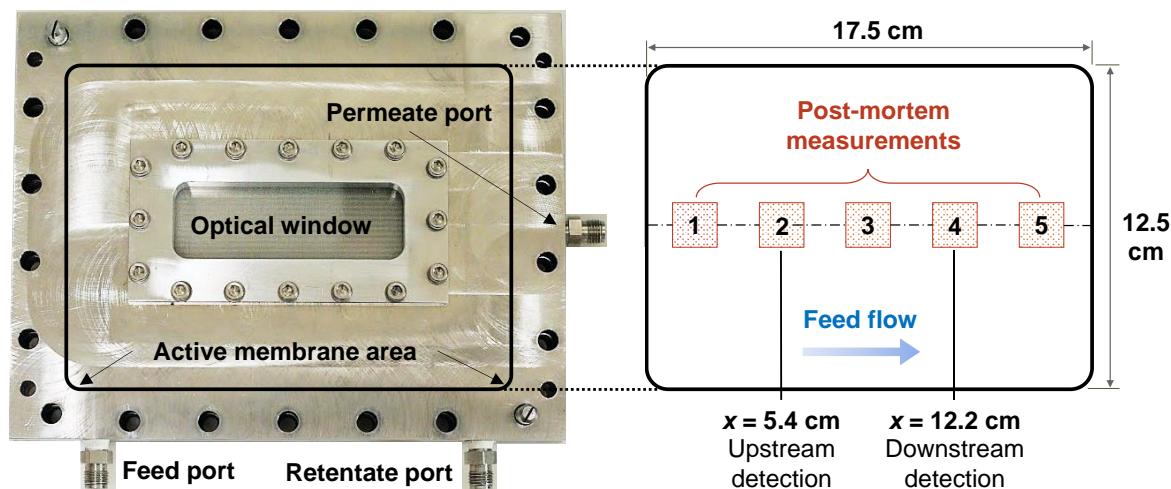 Permeate port
Optical window
Active membrane area
Feed port
Retentate port
17.5 cm
Post-mortem
measurements
1
2
3
4
5
12.5
cm
Feed flow
x = 5.4 cm
Upstream
detection
x = 12.2 cm
Downstream
detection